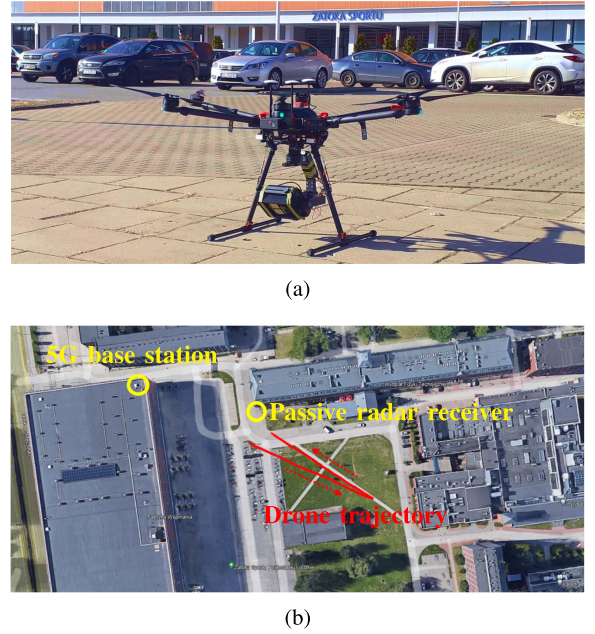 ZATOKA SPORTU
(a)
5G base station
Passive radar receiver
Drone trajectory
(b)